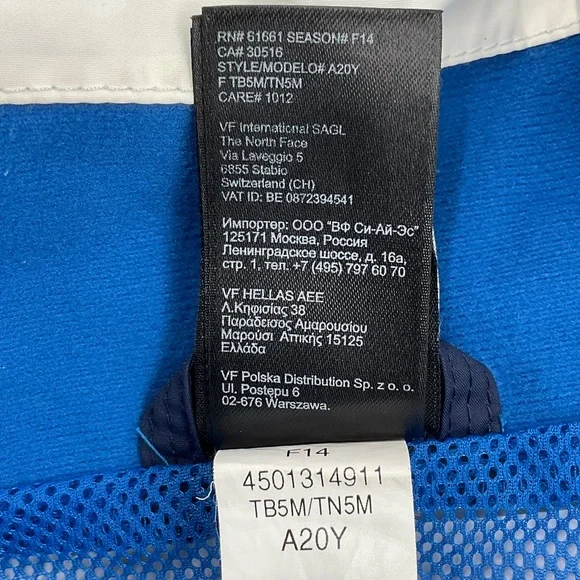 RN# 61661 SEASON# F14
CA# 30516
STYLE/MODELO# A20Y
F TB5M/TN5M
CARE# 1012
VF International SAGL
The North Face
Via Laveggio 5
6855 Stabio
Switzerland (CH)
VAT ID: BE 0872394541
Импортер: ООО "ВФ Си-Ай-Эс"
125171 Москва, Россия
Ленинградское шоссе, д. 16а,
стр. 1. тел. +7 (495) 797 60 70
VF HELLAS AEE
Λ.Κηφισίας 38
Παράδεισος Αμαρουσίου
Μαρούσι Αττικής 15125
Ελλάδα
VF Polska Distribution Sp. z o. o.
Ul. Postępu 6
02-676 Warszawa.
F14
4501314911
TB5M/TN5M
A20Y